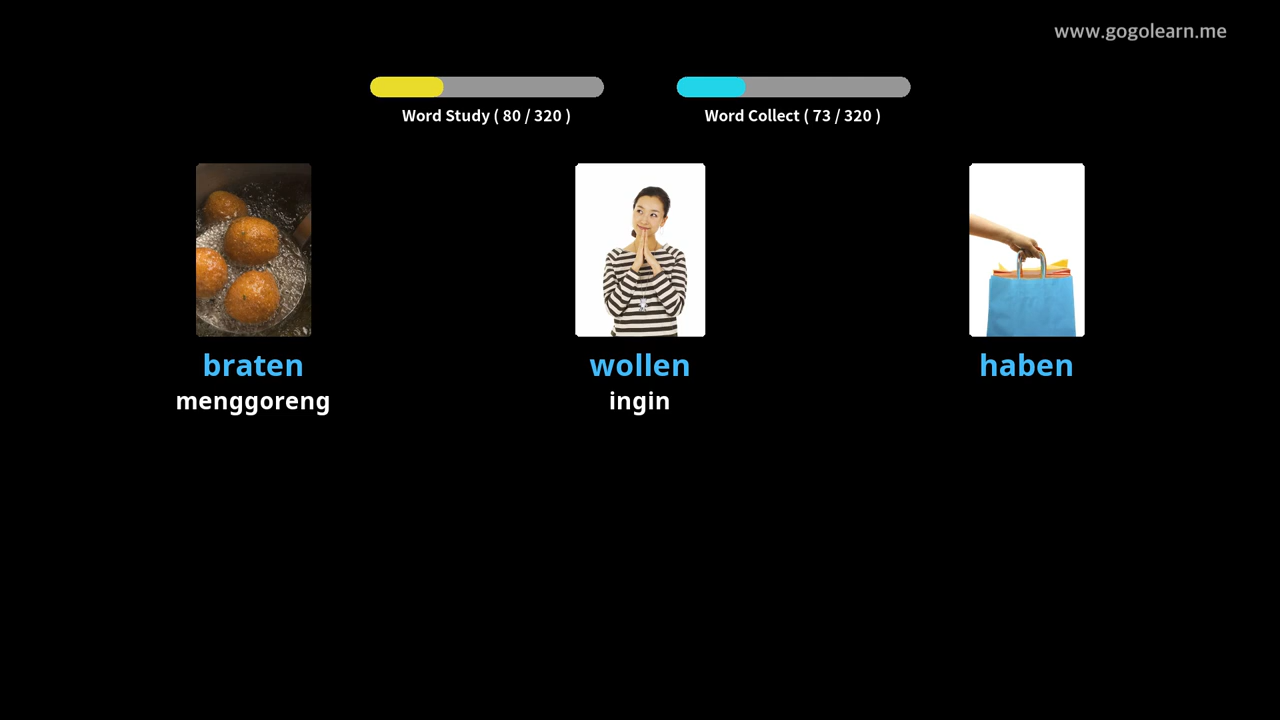 www.gogolearn.me
Word Study ( 80 / 320 )
Word Collect ( 73 / 320 )
braten
menggoreng
wollen
ingin
haben